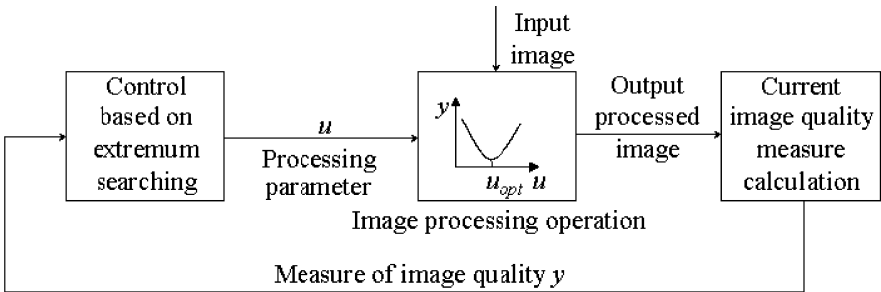 Input
image
Control
based on
extremum
searching
u
Processing
parameter
y
u_opt u
Image processing operation
Output
processed
image
Current
image quality
measure
calculation
Measure of image quality y